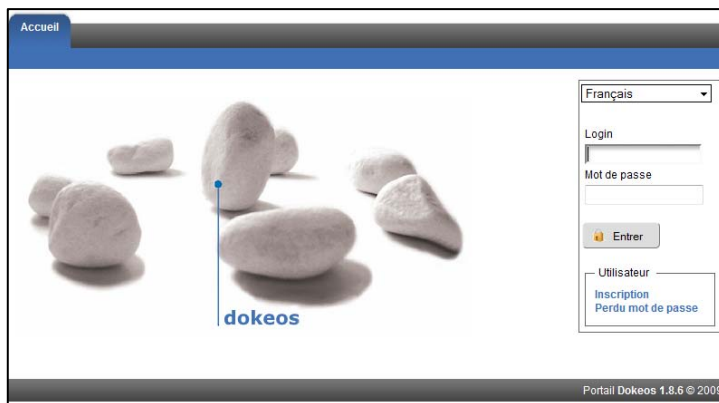 Accueil
Français
Login
Mot de passe
Entrer
Utilisateur
Inscription
Perdu mot de passe
dokeos
Portail Dokeos 1.8.6 © 2009